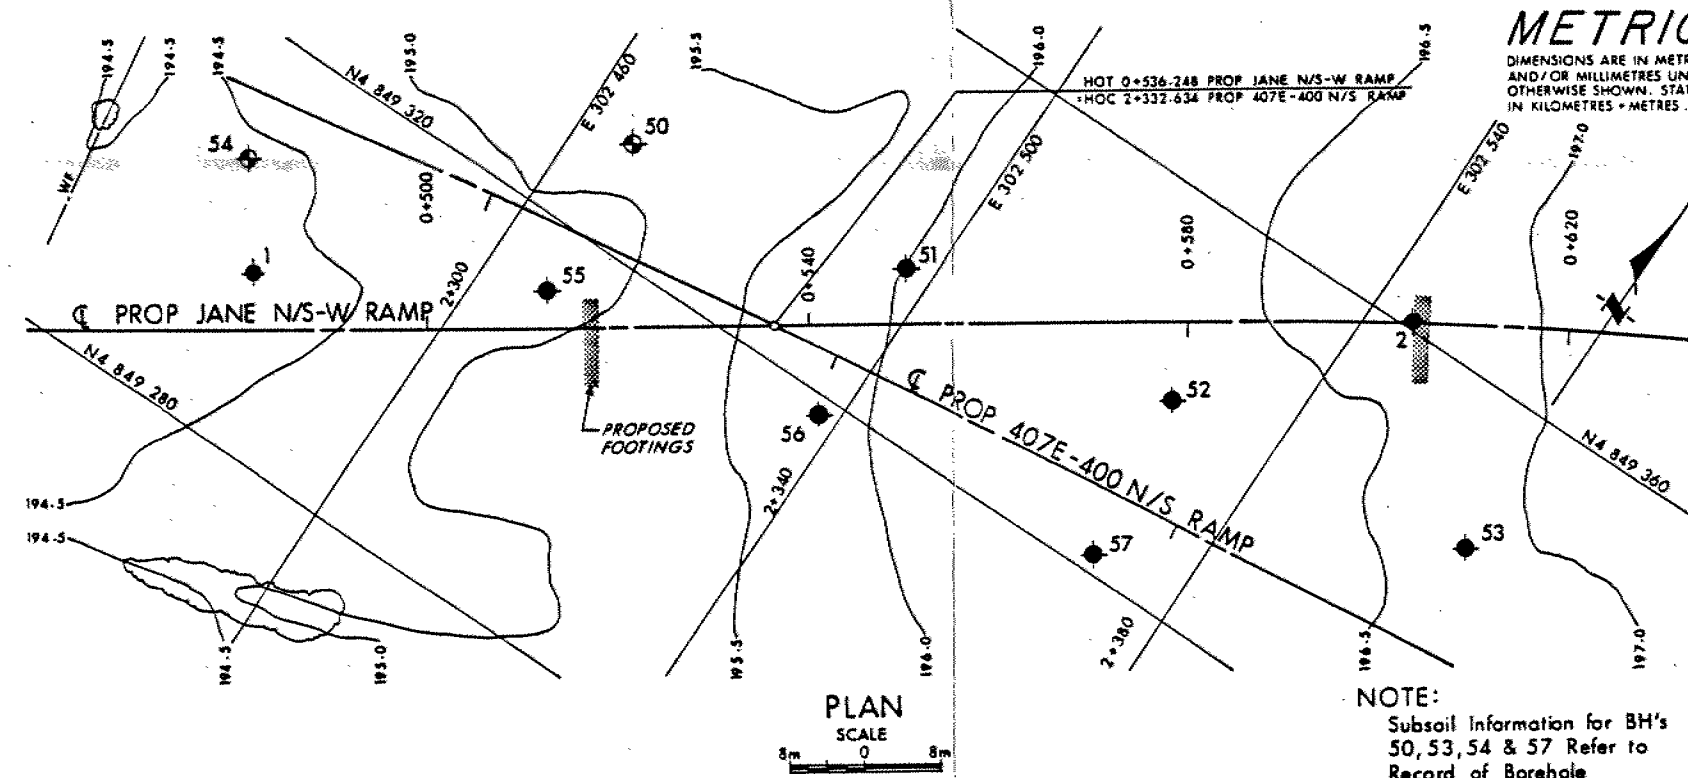 METRIC
DIMENSIONS ARE IN METR
AND/OR MILLIMETRES UN
OTHERWISE SHOWN. STAT
IN KILOMETRES + METRES.
194.5
194.5
194.5
195.0
195.5
196.0
196.5
N4 849 320
E 302 460
HOT 0+536.248 PROP JANE N/S-W RAMP
=HOC 2+332.634 PROP 407E-400 N/S RAMP
50
54
WF
0+500
E 302 500
E 302 540
197.0
1
55
51
2+300
0+540
0+580
0+620
℄ PROP JANE N/S-W RAMP
N
2
N4 849 280
℄ PROP 407E-400 N/S RAMP
52
PROPOSED
FOOTINGS
56
2+340
N4 849 360
194.5
194.5
57
53
194.5
195.0
195.5
196.0
2+380
196.5
197.0
PLAN
SCALE
8m 0 8m
NOTE:
Subsoil Information for BH's
50, 53, 54 & 57 Refer to
Record of Borehole